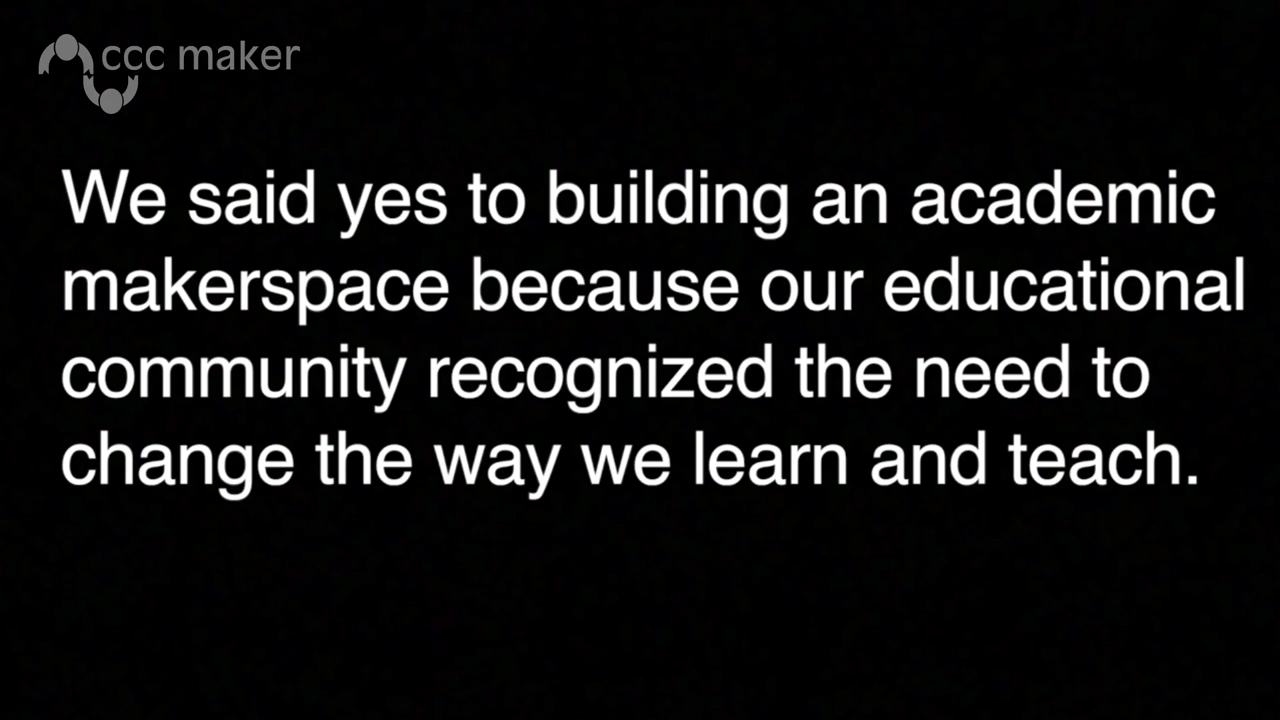 ccc maker
We said yes to building an academic
makerspace because our educational
community recognized the need to
change the way we learn and teach.